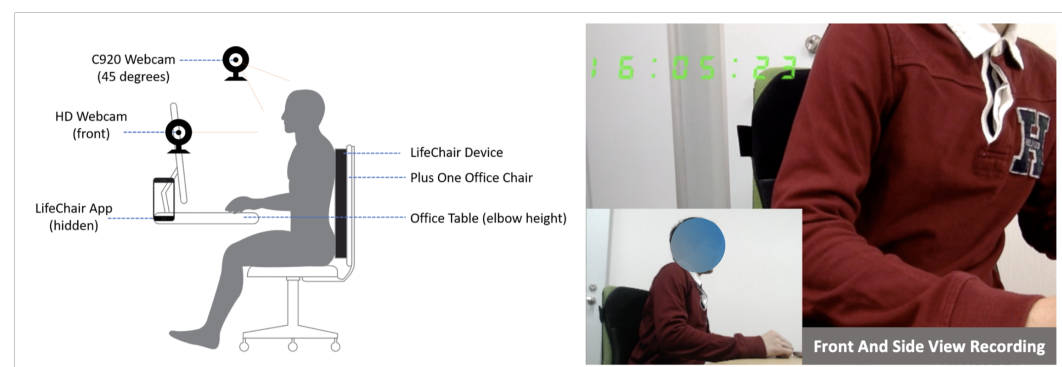 C920 Webcam
(45 degrees)
HD Webcam
(front)
LifeChair App
(hidden)
LifeChair Device
Plus One Office Chair
Office Table (elbow height)
16:05:23
H
Front And Side View Recording